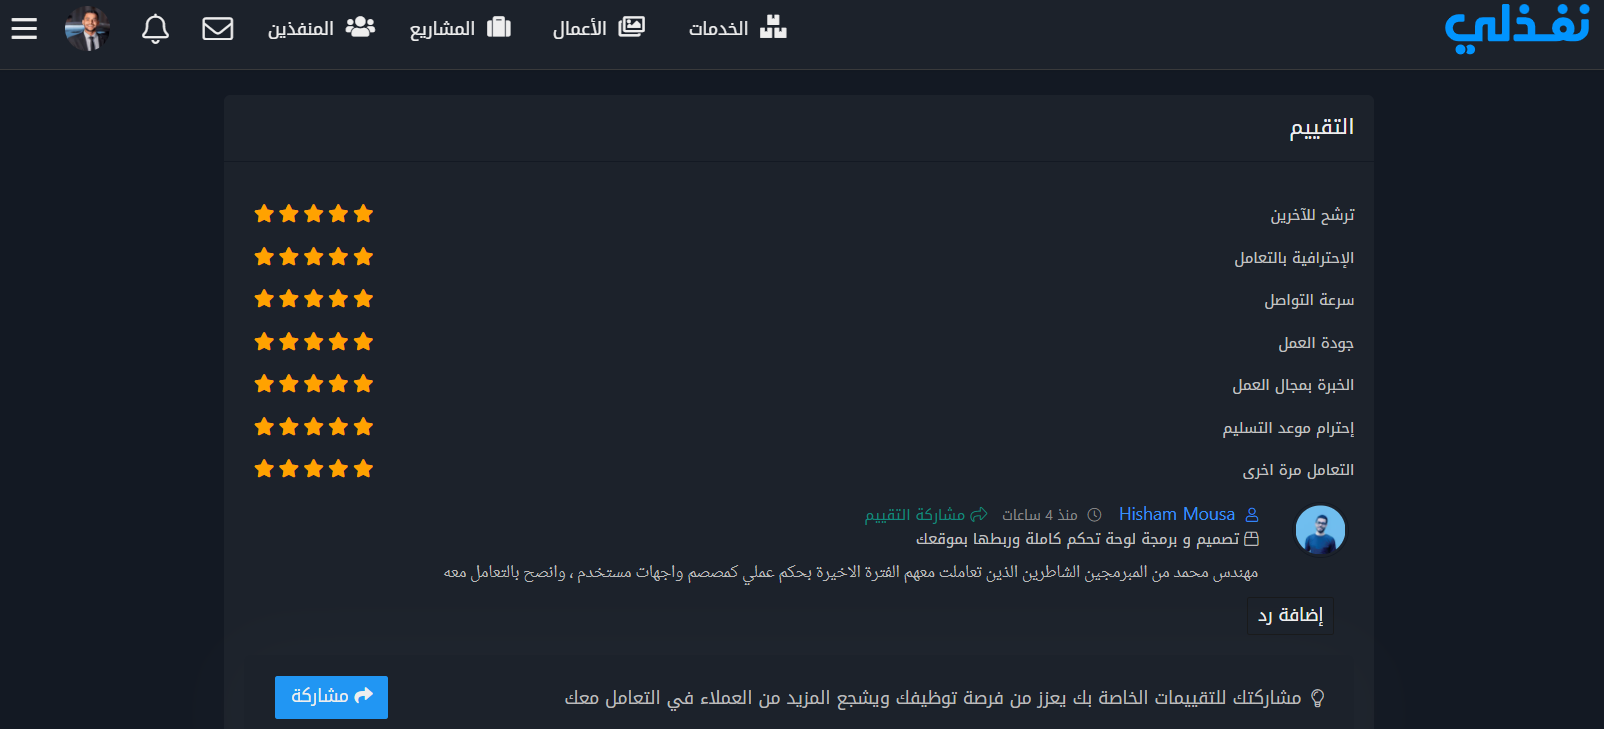 نفذلي
الخدمات
الأعمال
المشاريع
المنفذين
التقييم
ترشح للآخرين
الإحترافية بالتعامل
سرعة التواصل
جودة العمل
الخبرة بمجال العمل
إحترام موعد التسليم
التعامل مرة اخرى
Hisham Mousa منذ 4 ساعات مشاركة التقييم
تصميم و برمجة لوحة تحكم كاملة وربطها بموقعك
مهندس محمد من المبرمجين الشاطرين الذين تعاملت معهم الفترة الاخيرة بحكم عملي كمصصم واجهات مستخدم ، وانصح بالتعامل معه
إضافة رد
مشاركتك للتقييمات الخاصة بك يعزز من فرصة توظيفك ويشجع المزيد من العملاء في التعامل معك
مشاركة